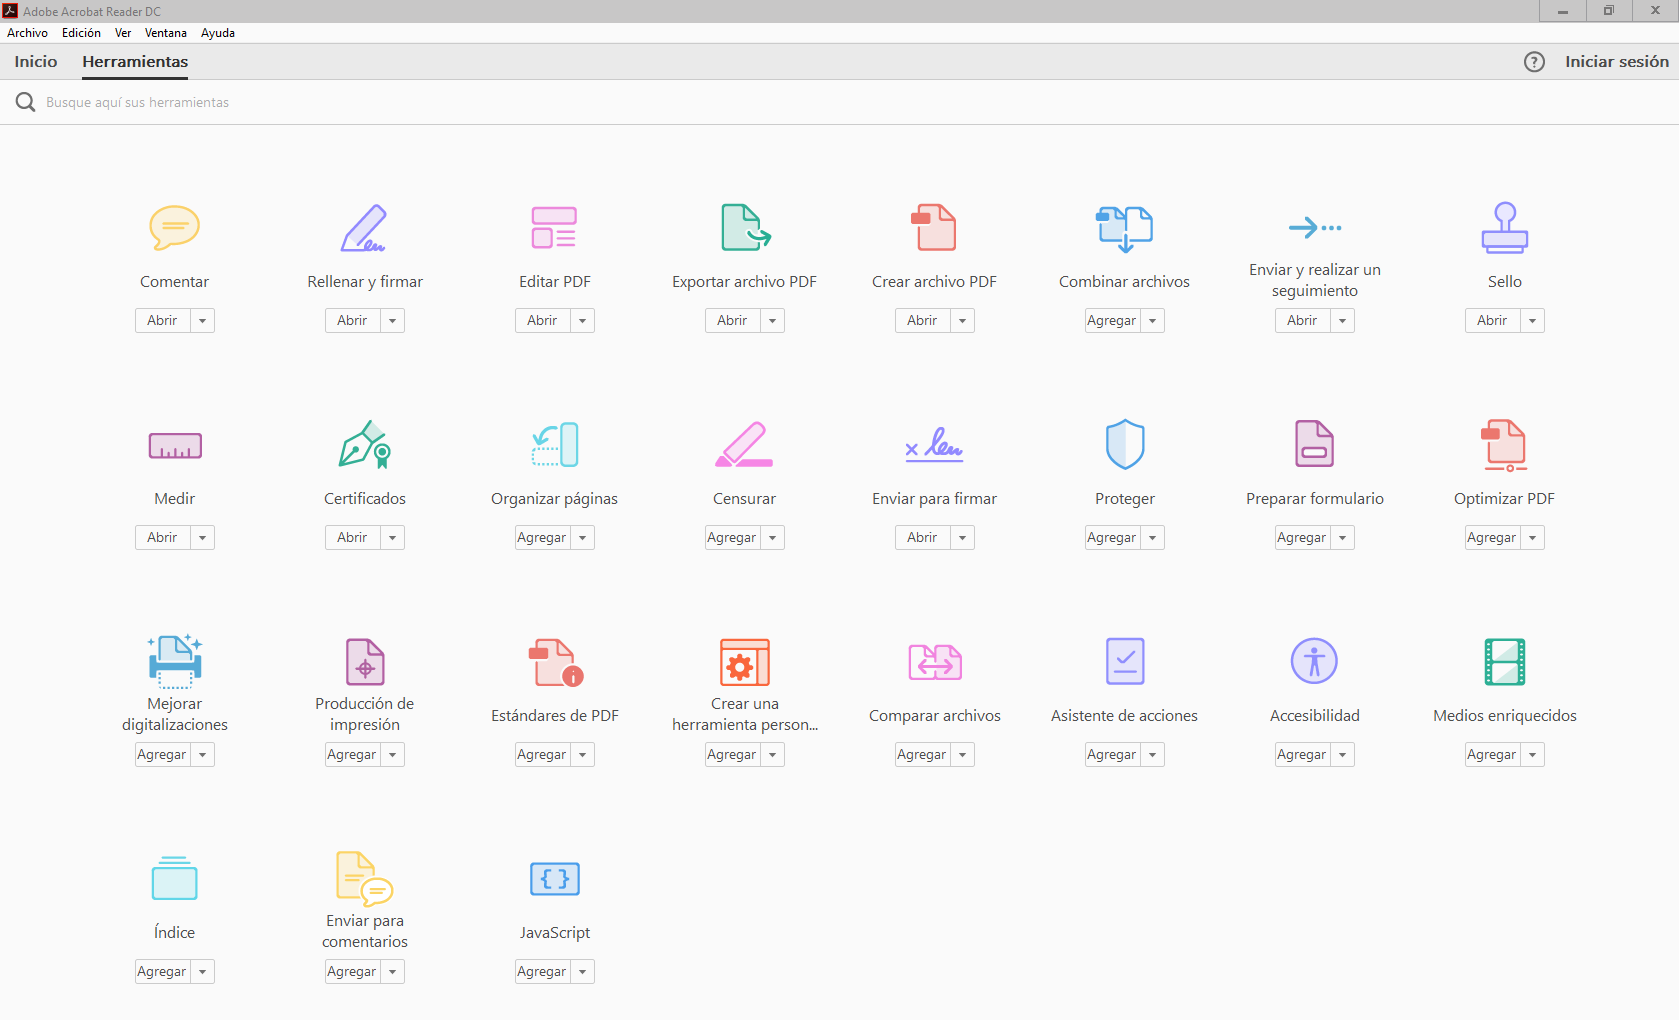 Adobe Acrobat Reader DC
Archivo Edición Ver Ventana Ayuda
Inicio Herramientas ? Iniciar sesión
Busque aquí sus herramientas
Comentar
Abrir
Rellenar y firmar
Abrir
Editar PDF
Abrir
Exportar archivo PDF
Abrir
Crear archivo PDF
Abrir
Combinar archivos
Agregar
Enviar y realizar un
seguimiento
Abrir
Sello
Abrir
Medir
Abrir
Certificados
Abrir
Organizar páginas
Agregar
Censurar
Agregar
Enviar para firmar
Abrir
Proteger
Agregar
Preparar formulario
Agregar
Optimizar PDF
Agregar
Mejorar
digitalizaciones
Agregar
Producción de
impresión
Agregar
Estándares de PDF
Agregar
Crear una
herramienta person...
Agregar
Comparar archivos
Agregar
Asistente de acciones
Agregar
Accesibilidad
Agregar
Medios enriquecidos
Agregar
Índice
Agregar
Enviar para
comentarios
Agregar
JavaScript
Agregar